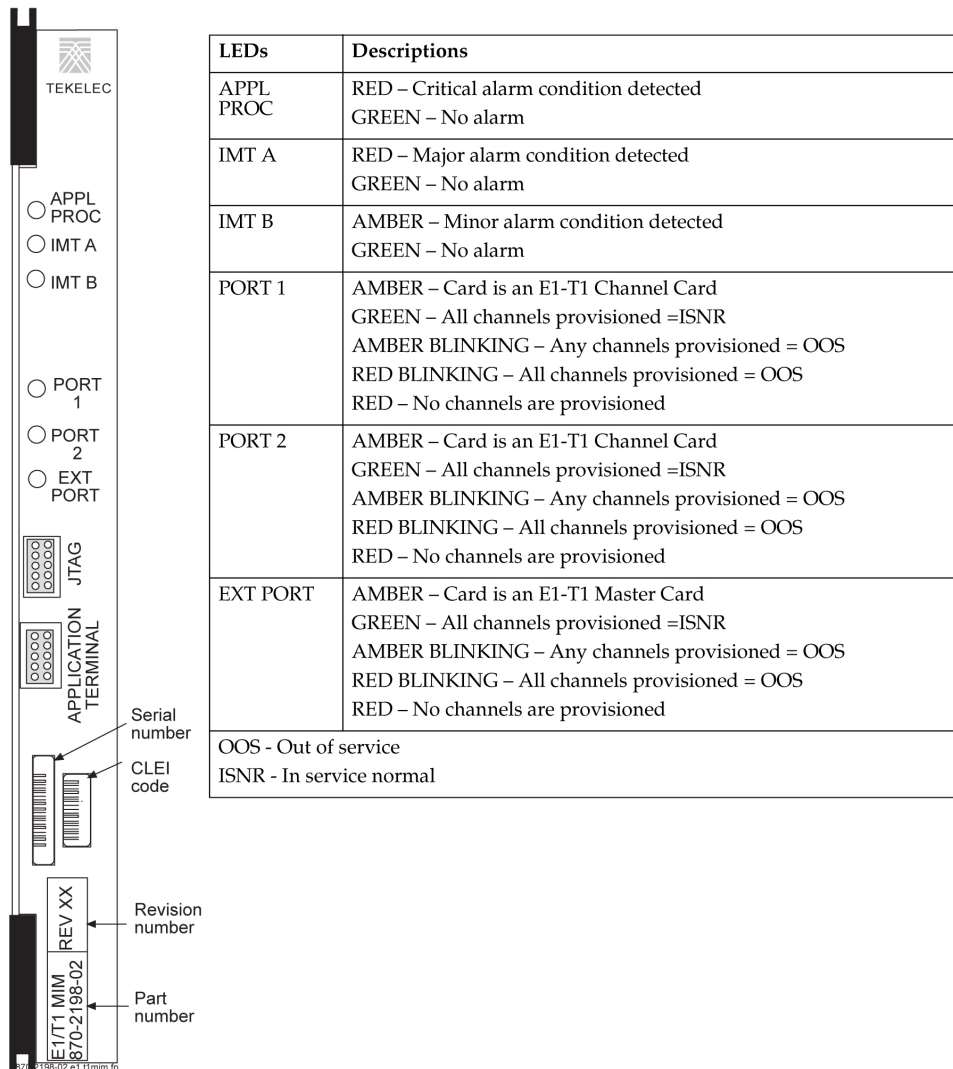 TEKELEC
APPL
PROC
IMT A
IMT B
PORT
1
PORT
2
EXT
PORT
JTAG
APPLICATION
TERMINAL
Serial
number
CLEI
code
REV XX
Revision
number
E1/T1 MIM
870-2198-02
Part
number
870-2198-02 e1 t1mim fp
LEDs Descriptions
APPL
PROC
RED – Critical alarm condition detected
GREEN – No alarm
IMT A RED – Major alarm condition detected
GREEN – No alarm
IMT B AMBER – Minor alarm condition detected
GREEN – No alarm
PORT 1 AMBER – Card is an E1-T1 Channel Card
GREEN – All channels provisioned =ISNR
AMBER BLINKING – Any channels provisioned = OOS
RED BLINKING – All channels provisioned = OOS
RED – No channels are provisioned
PORT 2 AMBER – Card is an E1-T1 Channel Card
GREEN – All channels provisioned =ISNR
AMBER BLINKING – Any channels provisioned = OOS
RED BLINKING – All channels provisioned = OOS
RED – No channels are provisioned
EXT PORT AMBER – Card is an E1-T1 Master Card
GREEN – All channels provisioned =ISNR
AMBER BLINKING – Any channels provisioned = OOS
RED BLINKING – All channels provisioned = OOS
RED – No channels are provisioned
OOS - Out of service
ISNR - In service normal